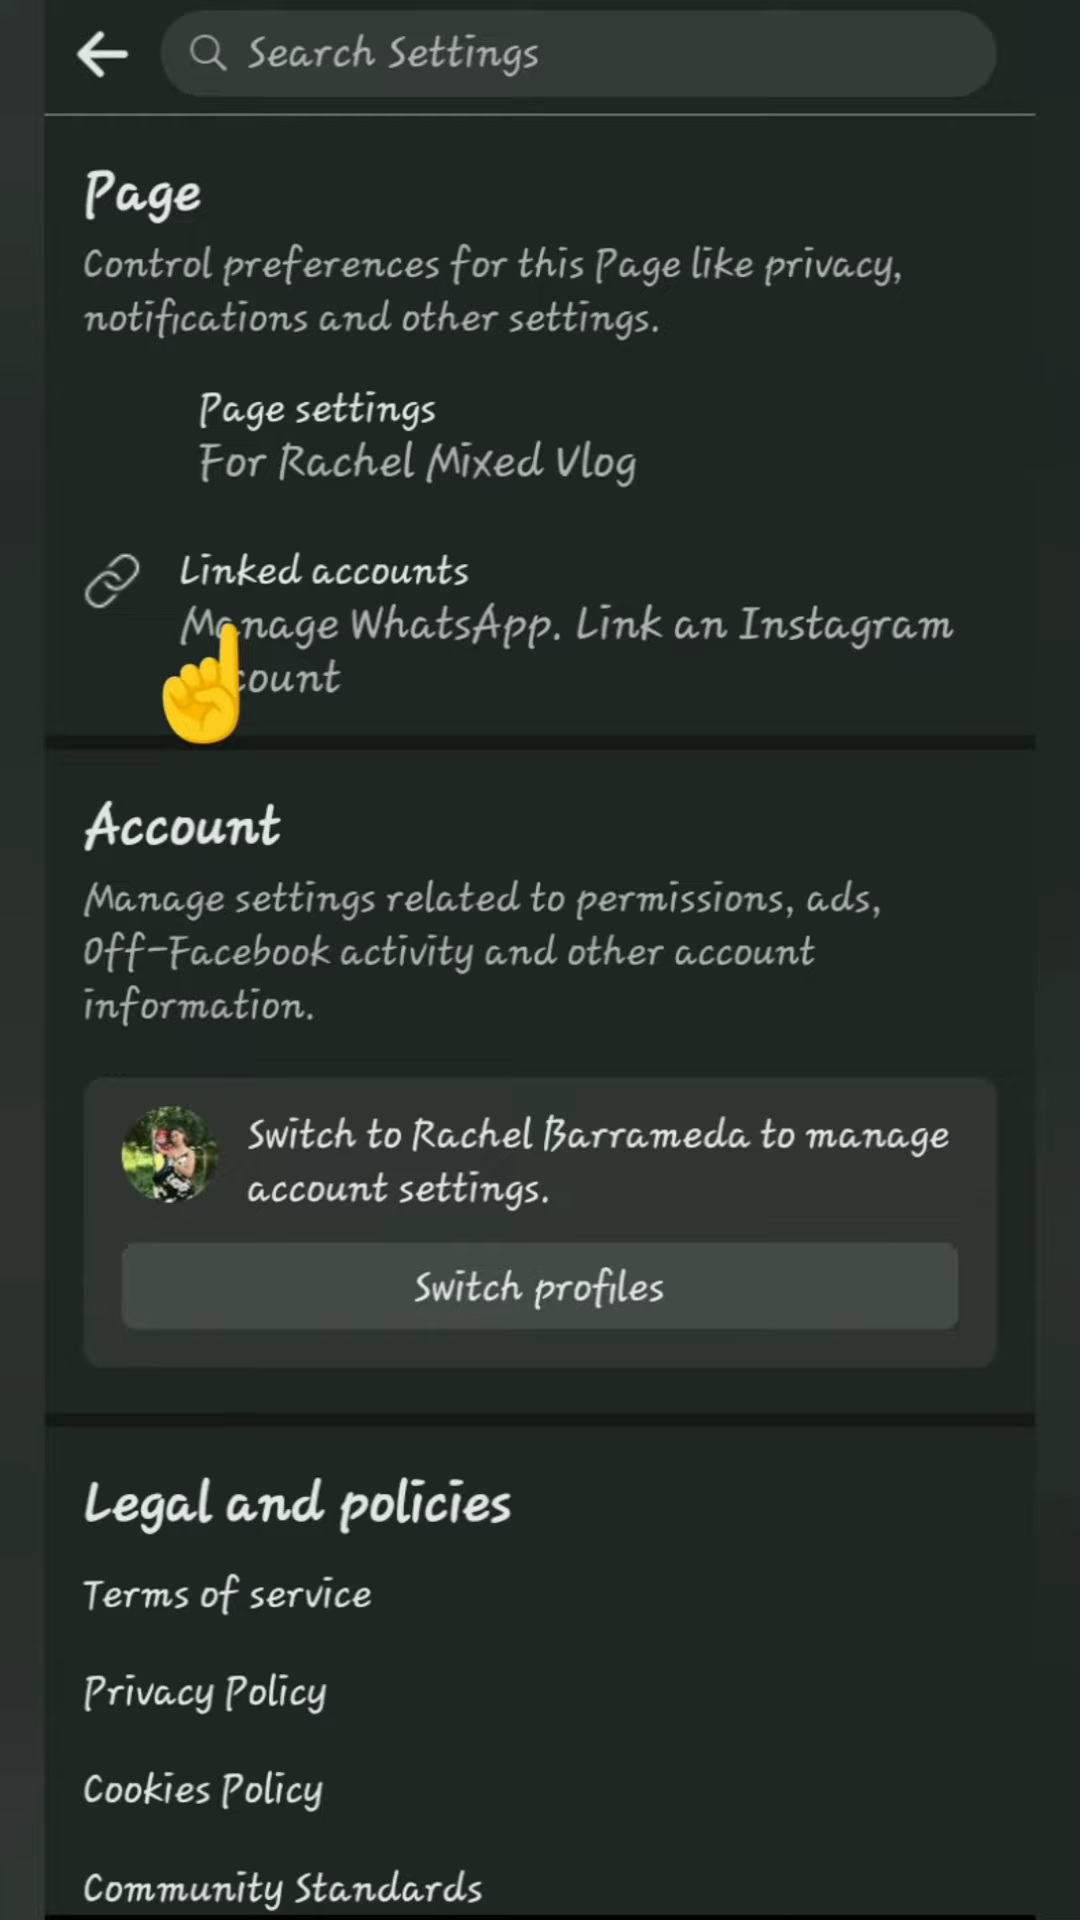 Search Settings
Page
Control preferences for this Page like privacy,
notifications and other settings.
Page settings
For Rachel Mixed Vlog
Linked accounts
Manage WhatsApp. Link an Instagram
count
Account
Manage settings related to permissions, ads,
Off-Facebook activity and other account
information.
Switch to Rachel Barrameda to manage
account settings.
Switch profiles
Legal and policies
Terms of service
Privacy Policy
Cookies Policy
Community Standards